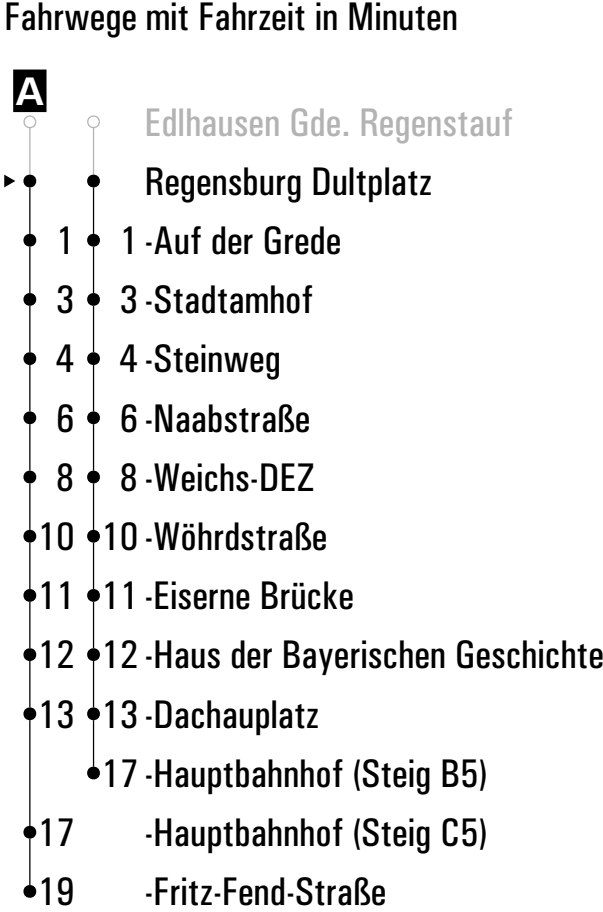 Fahrwege mit Fahrzeit in Minuten
A
Edlhausen Gde. Regenstauf
Regensburg Dultplatz
1 1 -Auf der Grede
3 3 -Stadtamhof
4 4 -Steinweg
6 6 -Naabstraße
8 8 -Weichs-DEZ
10 10 -Wöhrdstraße
11 11 -Eiserne Brücke
12 12 -Haus der Bayerischen Geschichte
13 13 -Dachauplatz
17 -Hauptbahnhof (Steig B5)
17 -Hauptbahnhof (Steig C5)
19 -Fritz-Fend-Straße